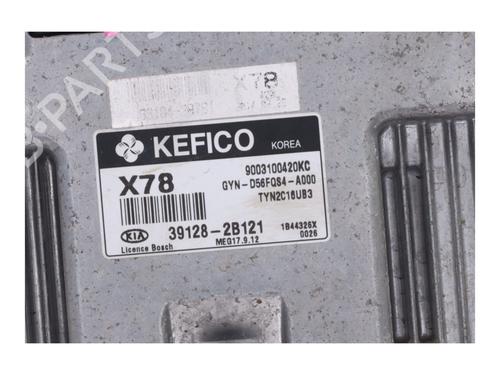 X78
KEFICO KOREA
X78
9003100420KC
GYN-D56FQS4-A000
TYN2C16UB3
KIA 39128-2B121
1B44326X
Licence Bosch MEG17.9.12 0026